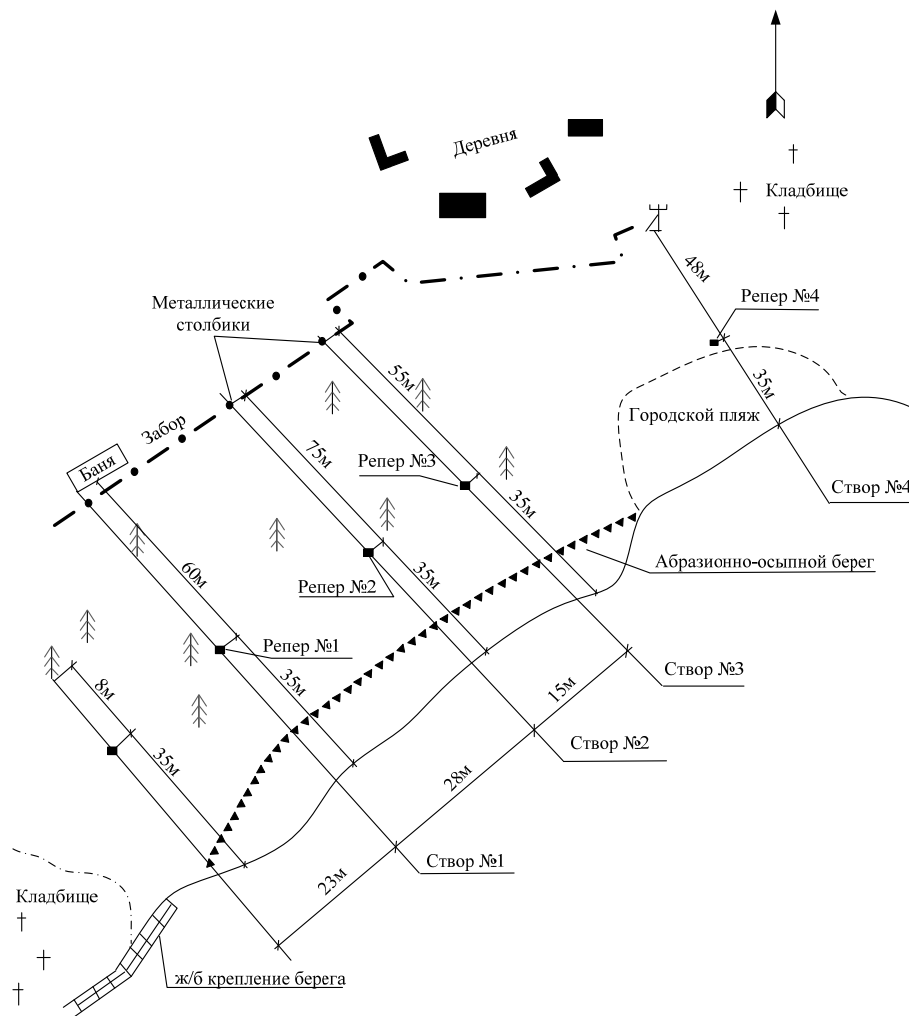 Деревня
Кладбище
48м
Репер №4
Металлические
столбики
55м
35м
Городской пляж
Забор
Баня
75м
Репер №3
35м
Створ №4
60м
Репер №2
35м
Абразионно-осыпной берег
Репер №1
8м
35м
15м
Створ №3
35м
28м
Створ №2
23м
Створ №1
Кладбище
ж/б крепление берега